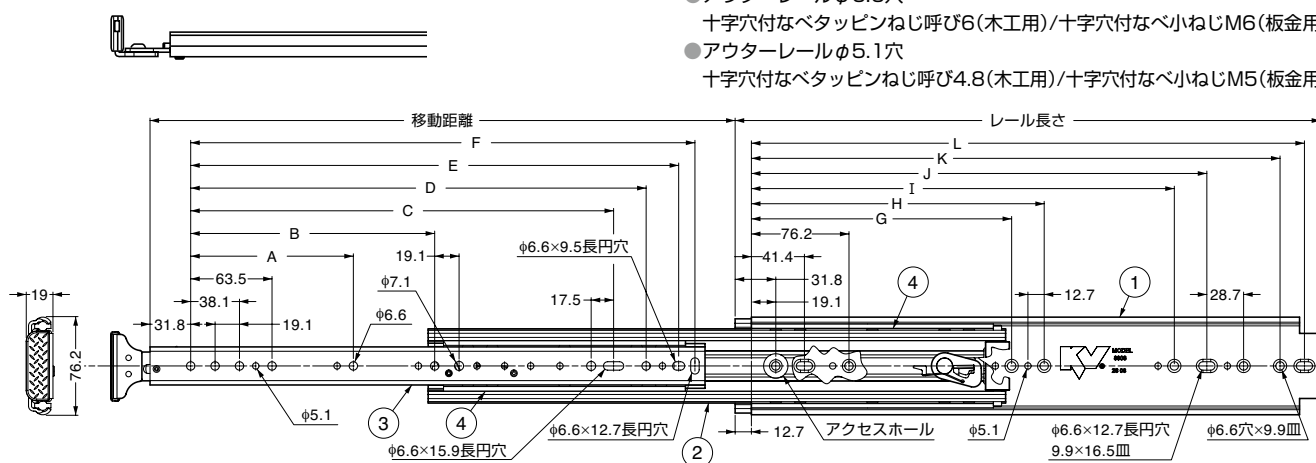 十字穴付なべタッピンねじ呼び6(木工用)/十字穴付なべ小ねじM6(板金用
●アウターレールφ5.1穴
十字穴付なべタッピンねじ呼び4.8(木工用)/十字穴付なべ小ねじM5(板金用
移動距離
レール長さ
F
L
E
K
D
J
C
I
B
H
A
G
63.5
38.1
31.8
19.1
19.1
φ7.1
φ6.6
17.5
φ6.6×9.5長円穴
76.2
41.4
31.8
19.1
④
12.7
①
28.7
19
76.2
MODEL
φ5.1
③
④
φ6.6×15.9長円穴
φ6.6×12.7長円穴
②
12.7
アクセスホール
φ5.1
φ6.6×12.7長円穴
9.9×16.5皿
φ6.6穴×9.9皿